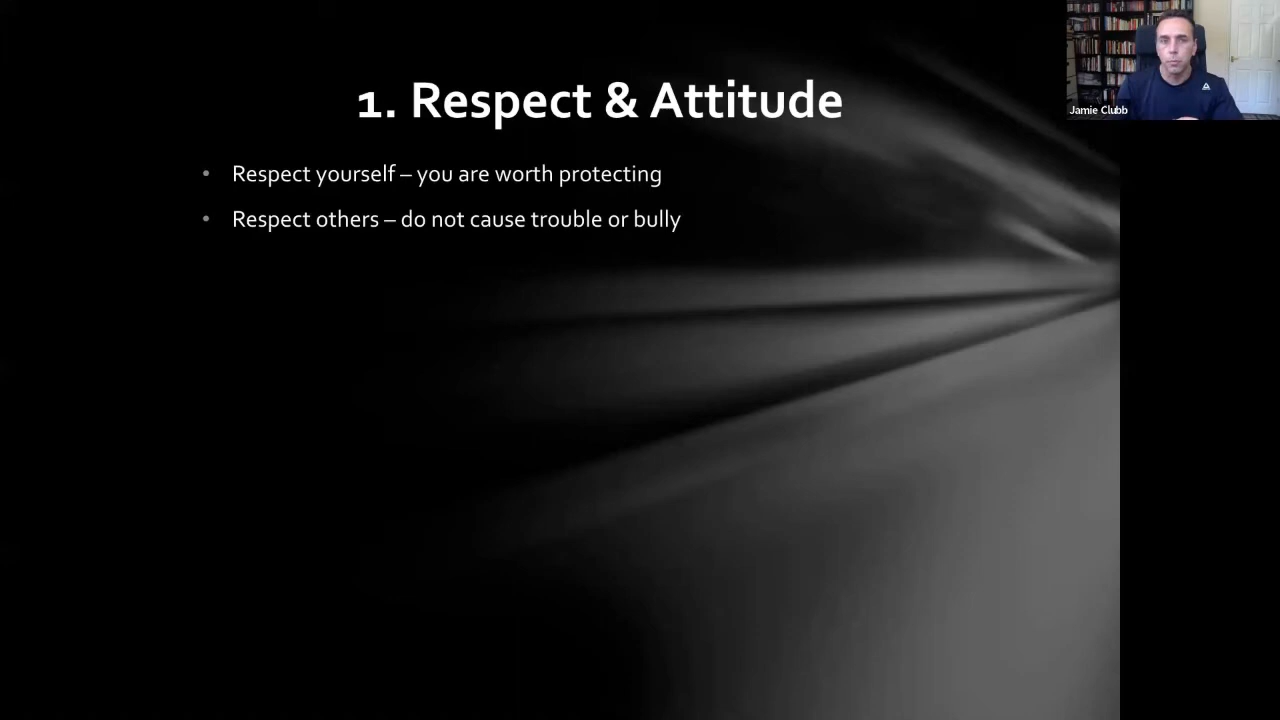 1. Respect & Attitude
Jamie Clubb
• Respect yourself – you are worth protecting
• Respect others – do not cause trouble or bully